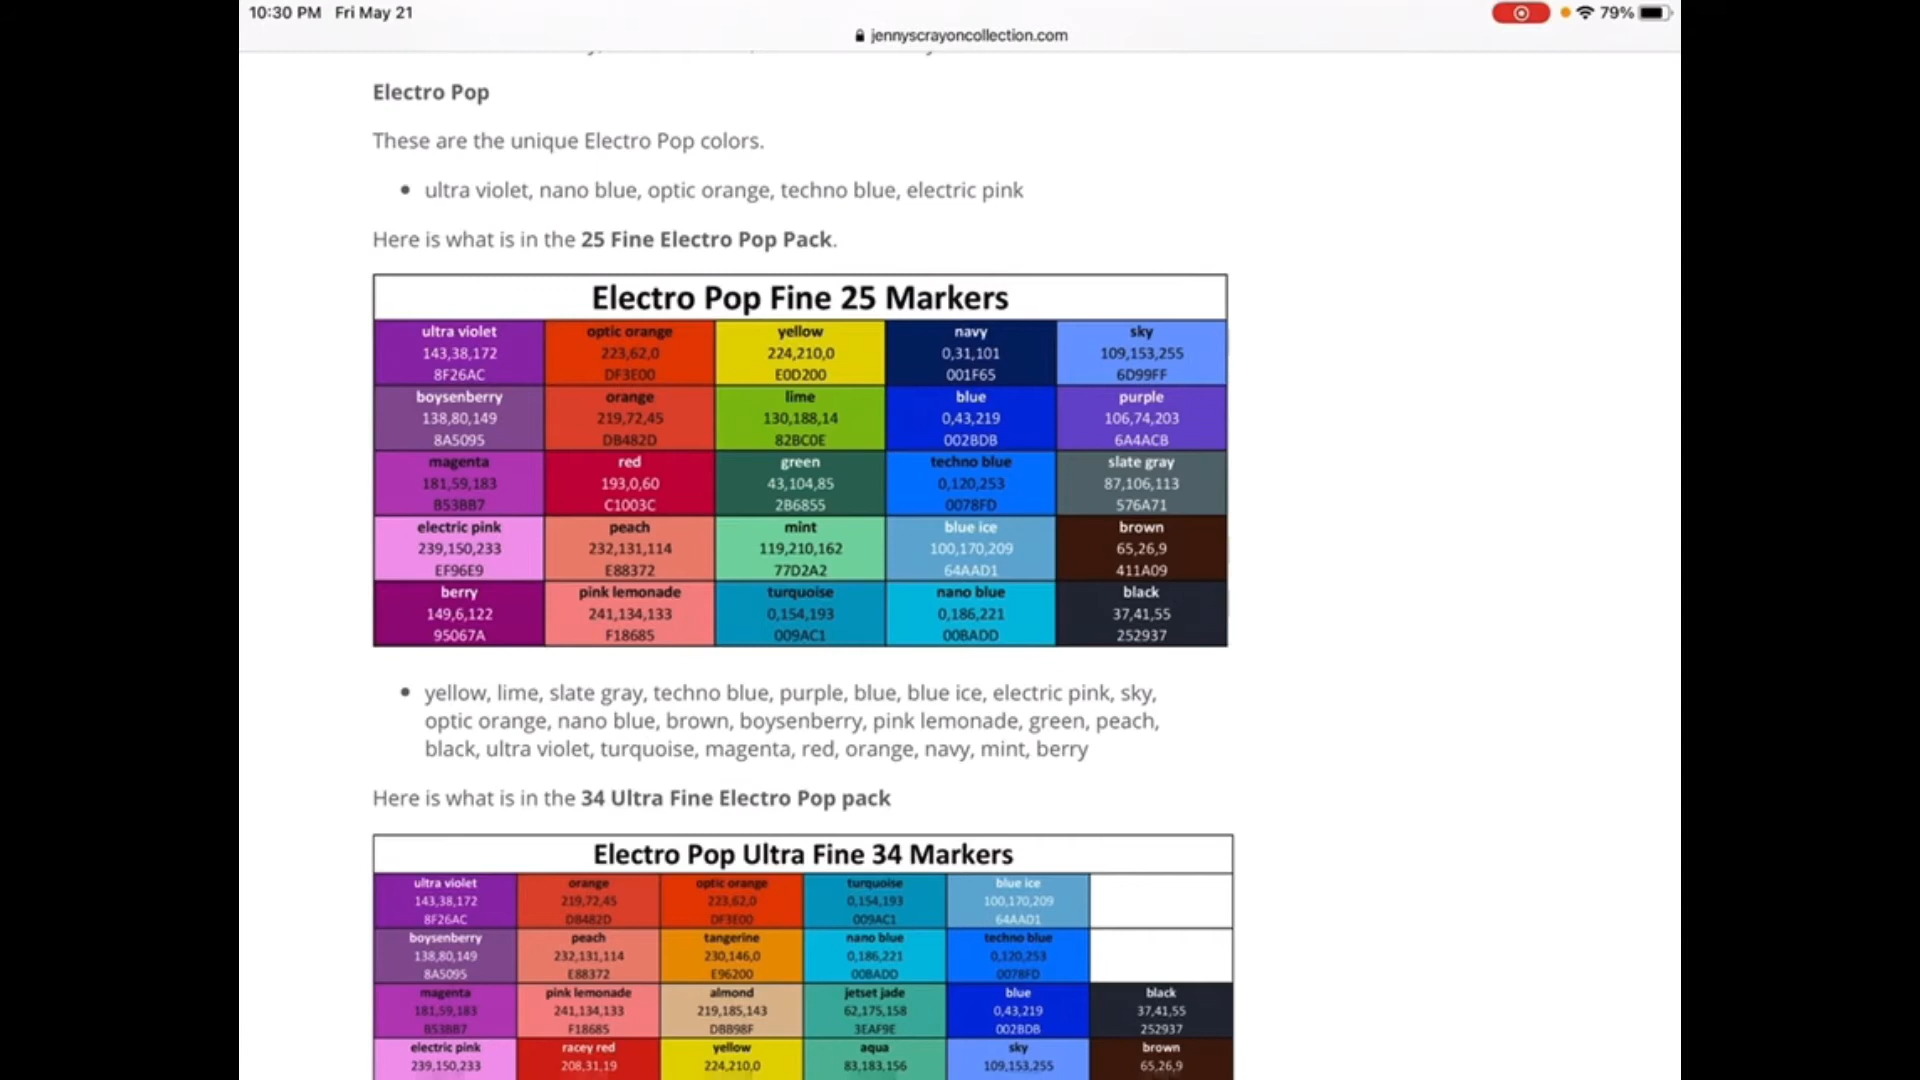 10:30 PM Fri May 21
79%
jennyscrayoncollection.com
Electro Pop
These are the unique Electro Pop colors.
• ultra violet, nano blue, optic orange, techno blue, electric pink
Here is what is in the 25 Fine Electro Pop Pack.
Electro Pop Fine 25 Markers
ultra violet optic orange yellow navy sky
143,38,172 223,62,0 224,210,0 0,31,101 109,153,255
8F26AC DF3E00 E0D200 001F65 6D99FF
boysenberry orange lime blue purple
138,80,149 219,72,45 130,188,14 0,43,219 106,74,203
8A5095 DB482D 82BC0E 002BDB 6A4ACB
magenta red green techno blue slate gray
181,59,183 193,0,60 43,104,85 0,120,253 87,106,113
B53BB7 C1003C 2B6855 0078FD 576A71
electric pink peach mint blue ice brown
239,150,233 232,131,114 119,210,162 100,170,209 65,26,9
EF96E9 E88372 77D2A2 64AAD1 411A09
berry pink lemonade turquoise nano blue black
149,6,122 241,134,133 0,154,193 0,186,221 37,41,55
95067A F18685 009AC1 00BADD 252937
• yellow, lime, slate gray, techno blue, purple, blue, blue ice, electric pink, sky,
optic orange, nano blue, brown, boysenberry, pink lemonade, green, peach,
black, ultra violet, turquoise, magenta, red, orange, navy, mint, berry
Here is what is in the 34 Ultra Fine Electro Pop pack
Electro Pop Ultra Fine 34 Markers
ultra violet orange optic orange turquoise blue ice
143,38,172 219,72,45 223,62,0 0,154,193 100,170,209
8F26AC DB482D DF3E00 009AC1 64AAD1
boysenberry peach tangerine nano blue techno blue
138,80,149 232,131,114 230,146,0 0,186,221 0,120,253
8A5095 E88372 E96200 00BADD 0078FD
magenta pink lemonade almond jetset jade blue black
181,59,183 241,134,133 219,185,143 62,175,158 0,43,219 37,41,55
B53BB7 F18685 DBB98F 3EAF9E 002BDB 252937
electric pink racey red yellow aqua sky brown
239,150,233 208,31,19 224,210,0 83,183,156 109,153,255 65,26,9